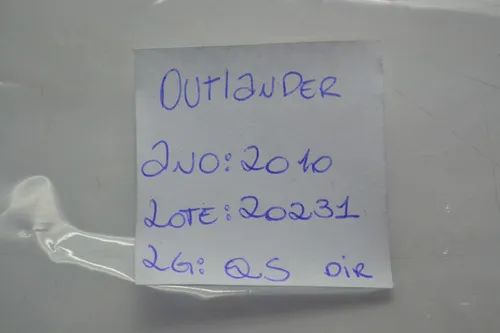 OUTLANDER
ANO: 2010
LOTE: 20231
LG: QS DIR